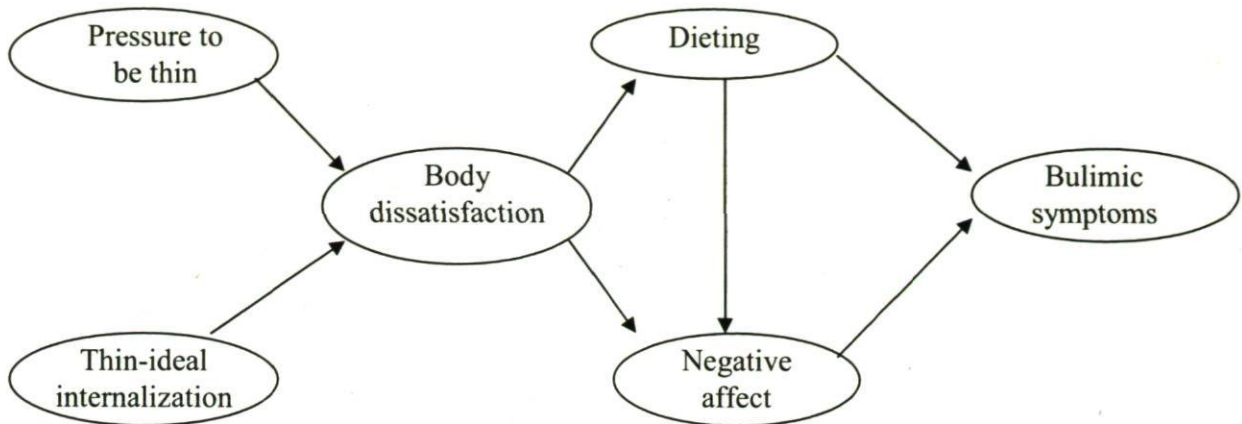 Pressure to
be thin
Dieting
Body
dissatisfaction
Bulimic
symptoms
Thin-ideal
internalization
Negative
affect